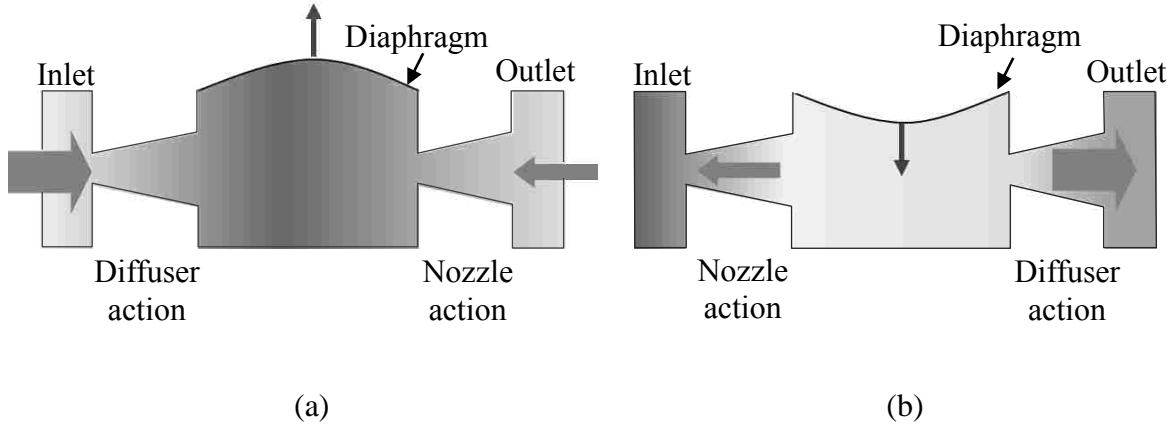 Diaphragm
Inlet
Outlet
Diffuser
action
Nozzle
action
(a)
Diaphragm
Inlet
Outlet
Nozzle
action
Diffuser
action
(b)